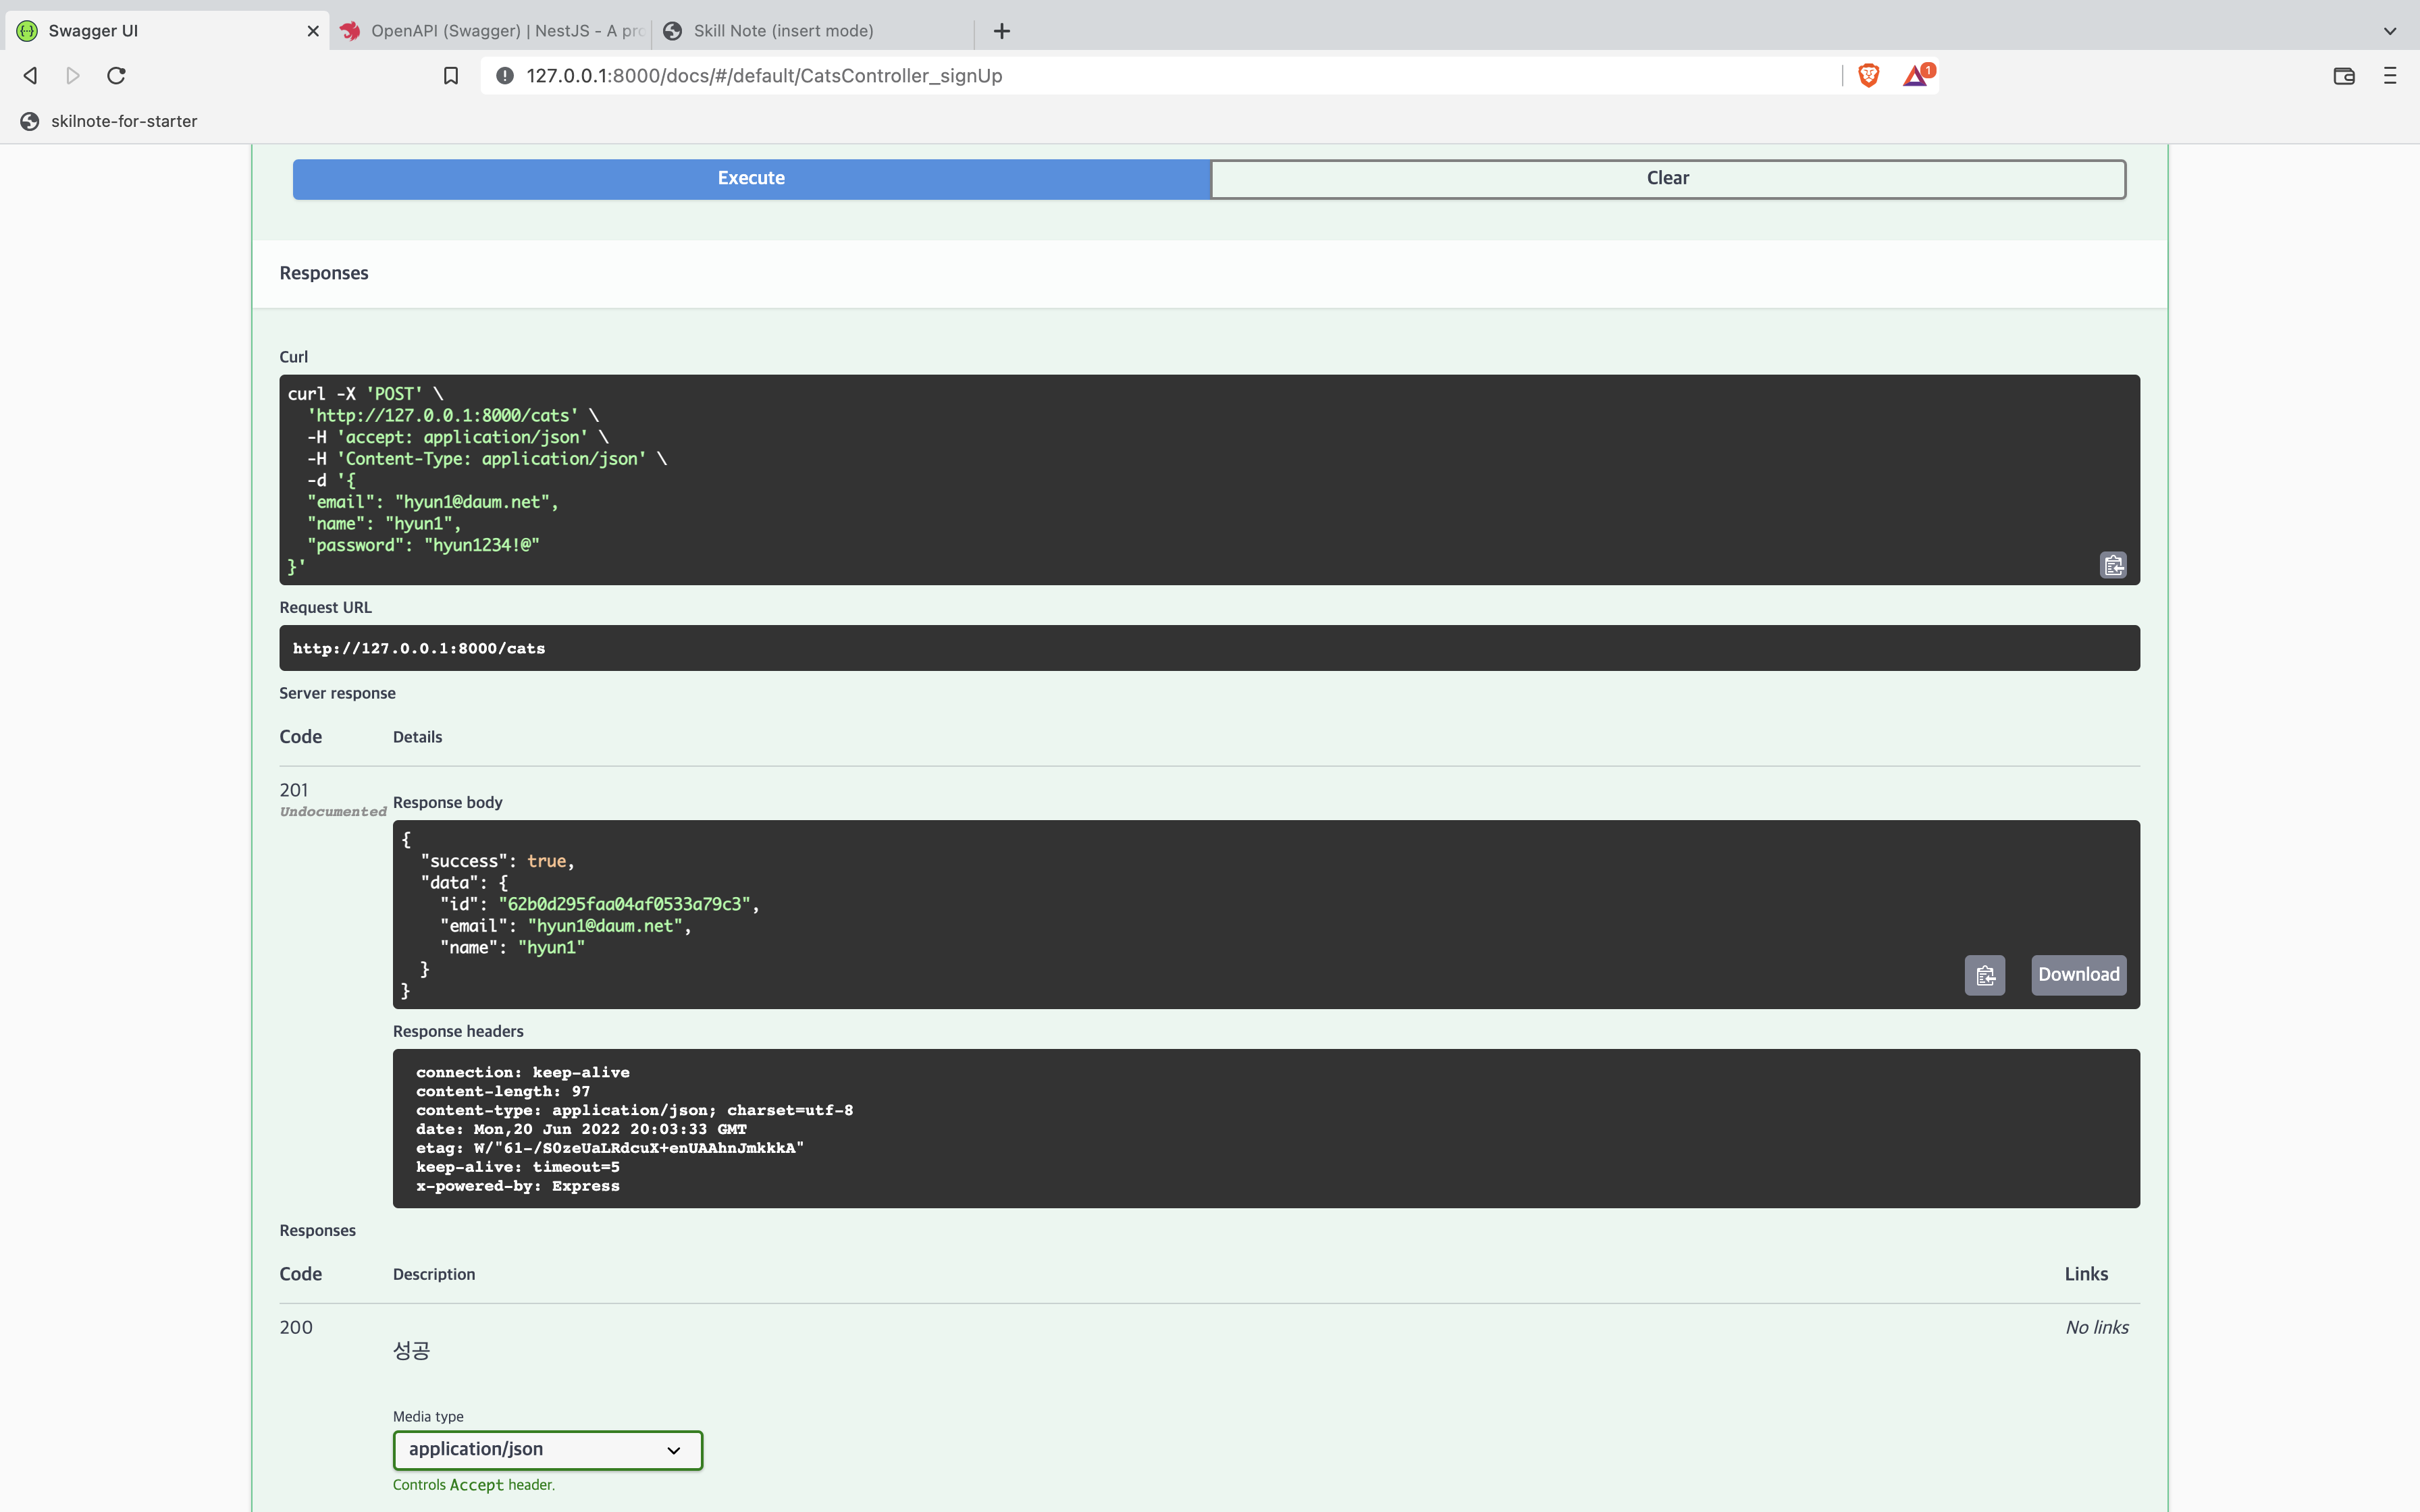 Swagger UI
OpenAPI (Swagger) | NestJS - A pro
Skill Note (insert mode)
127.0.0.1:8000/docs/#/default/CatsController_signUp
1
skilnote-for-starter
Execute
Clear
Responses
Curl
curl -X 'POST' \
'http://127.0.0.1:8000/cats' \
-H 'accept: application/json' \
-H 'Content-Type: application/json' \
-d '{
"email": "hyun1@daum.net",
"name": "hyun1",
"password": "hyun1234!@"
}'
Request URL
http://127.0.0.1:8000/cats
Server response
Code Details
201
Undocumented
Response body
{
"success": true,
"data": {
"id": "62b0d295faa04af0533a79c3",
"email": "hyun1@daum.net",
"name": "hyun1"
}
}
Download
Response headers
connection: keep-alive
content-length: 97
content-type: application/json; charset=utf-8
date: Mon,20 Jun 2022 20:03:33 GMT
etag: W/"61-/S0zeUaLRdcuX+enUAAhnJmkkkA"
keep-alive: timeout=5
x-powered-by: Express
Responses
Code Description Links
200 No links
성공
Media type
application/json
Controls Accept header.